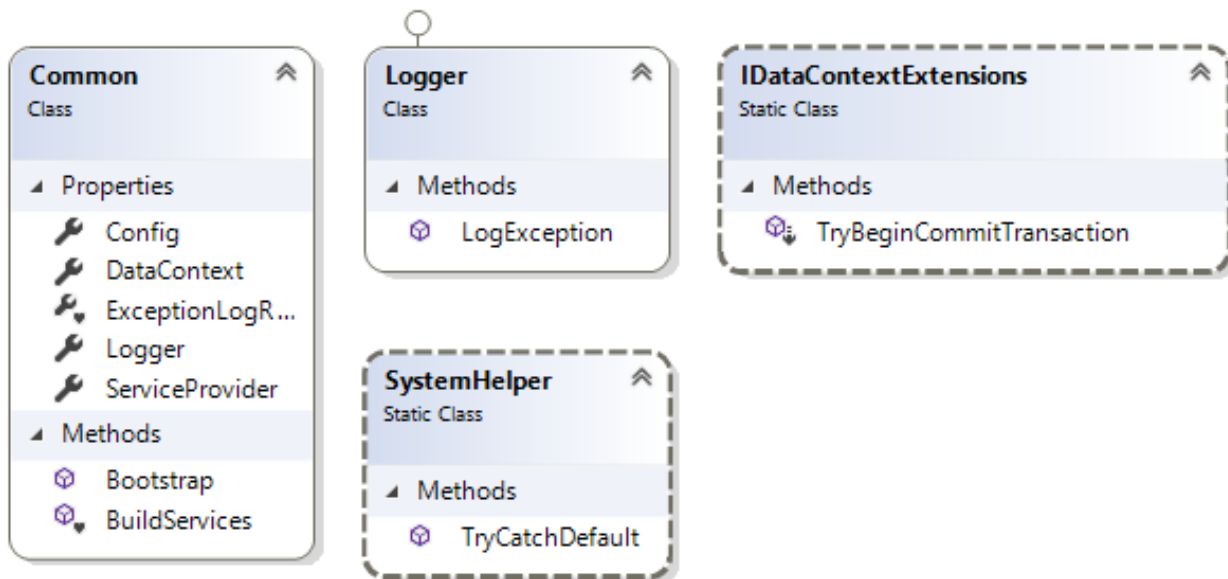 Common
Class
Properties
Config
DataContext
ExceptionLogR...
Logger
ServiceProvider
Methods
Bootstrap
BuildServices
Logger
Class
Methods
LogException
SystemHelper
Static Class
Methods
TryCatchDefault
IDataContextExtensions
Static Class
Methods
TryBeginCommitTransaction